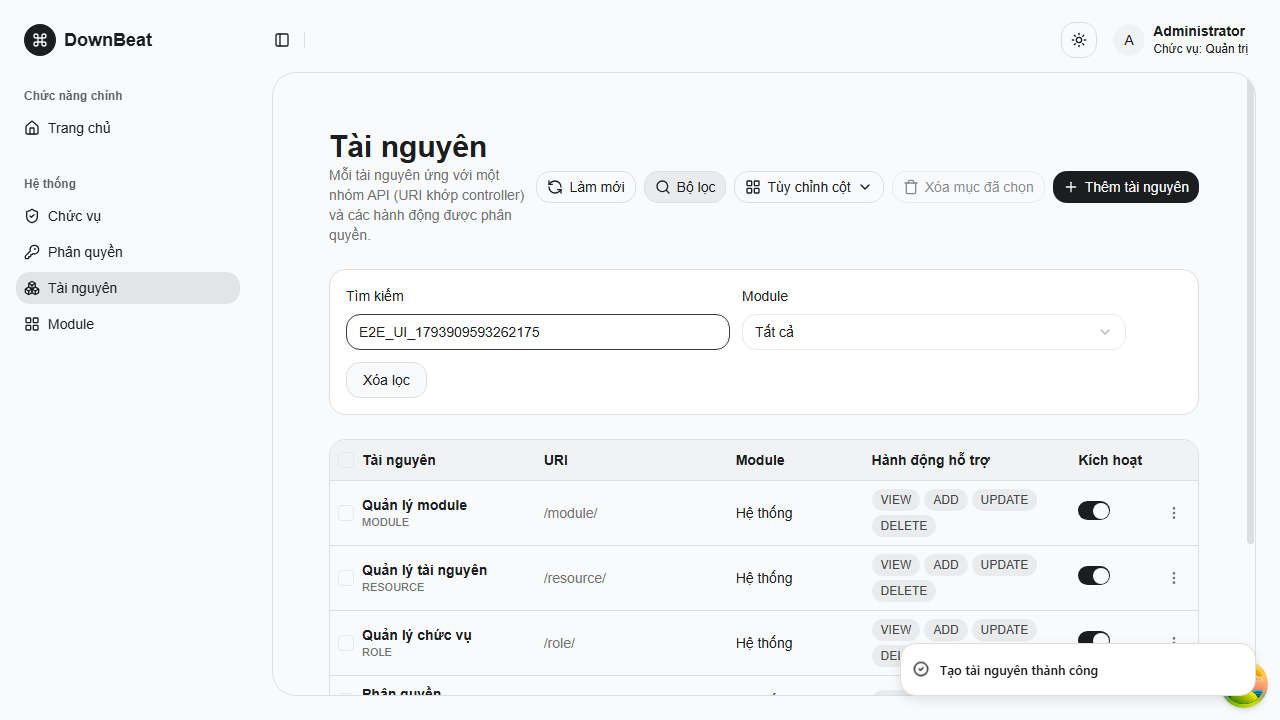 DownBeat
A
Administrator
Chức vụ: Quản trị
Chức năng chính
Trang chủ
Hệ thống
Chức vụ
Phân quyền
Tài nguyên
Module
Tài nguyên
Mỗi tài nguyên ứng với một
nhóm API (URI khớp controller)
và các hành động được phân
quyền.
Làm mới
Bộ lọc
Tùy chỉnh cột
Xóa mục đã chọn
Thêm tài nguyên
Tìm kiếm
Module
E2E_UI_1793909593262175
Tất cả
Xóa lọc
Tài nguyên URI Module Hành động hỗ trợ Kích hoạt
Quản lý module
MODULE
/module/
Hệ thống
VIEW ADD UPDATE
DELETE
Quản lý tài nguyên
RESOURCE
/resource/
Hệ thống
VIEW ADD UPDATE
DELETE
Quản lý chức vụ
ROLE
/role/
Hệ thống
VIEW ADD UPDATE
Phân quyền
Tạo tài nguyên thành công